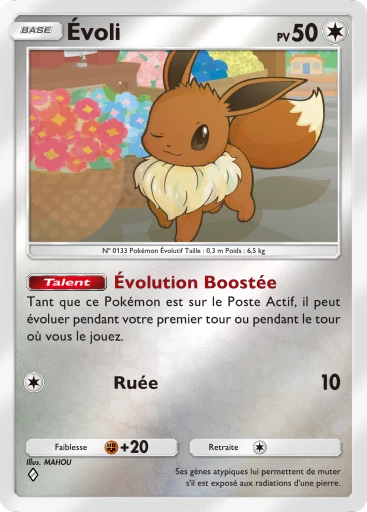 BASE Évoli PV 50
N° 0133 Pokémon Évolutif Taille : 0,3 m Poids : 6,5 kg
Talent Évolution Boostée
Tant que ce Pokémon est sur le Poste Actif, il peut
évoluer pendant votre premier tour ou pendant le tour
où vous le jouez.
Ruée 10
Faiblesse +20 Retraite
Illus. MAHOU
Ses gènes atypiques lui permettent de muter
s'il est exposé aux radiations d'une pierre.